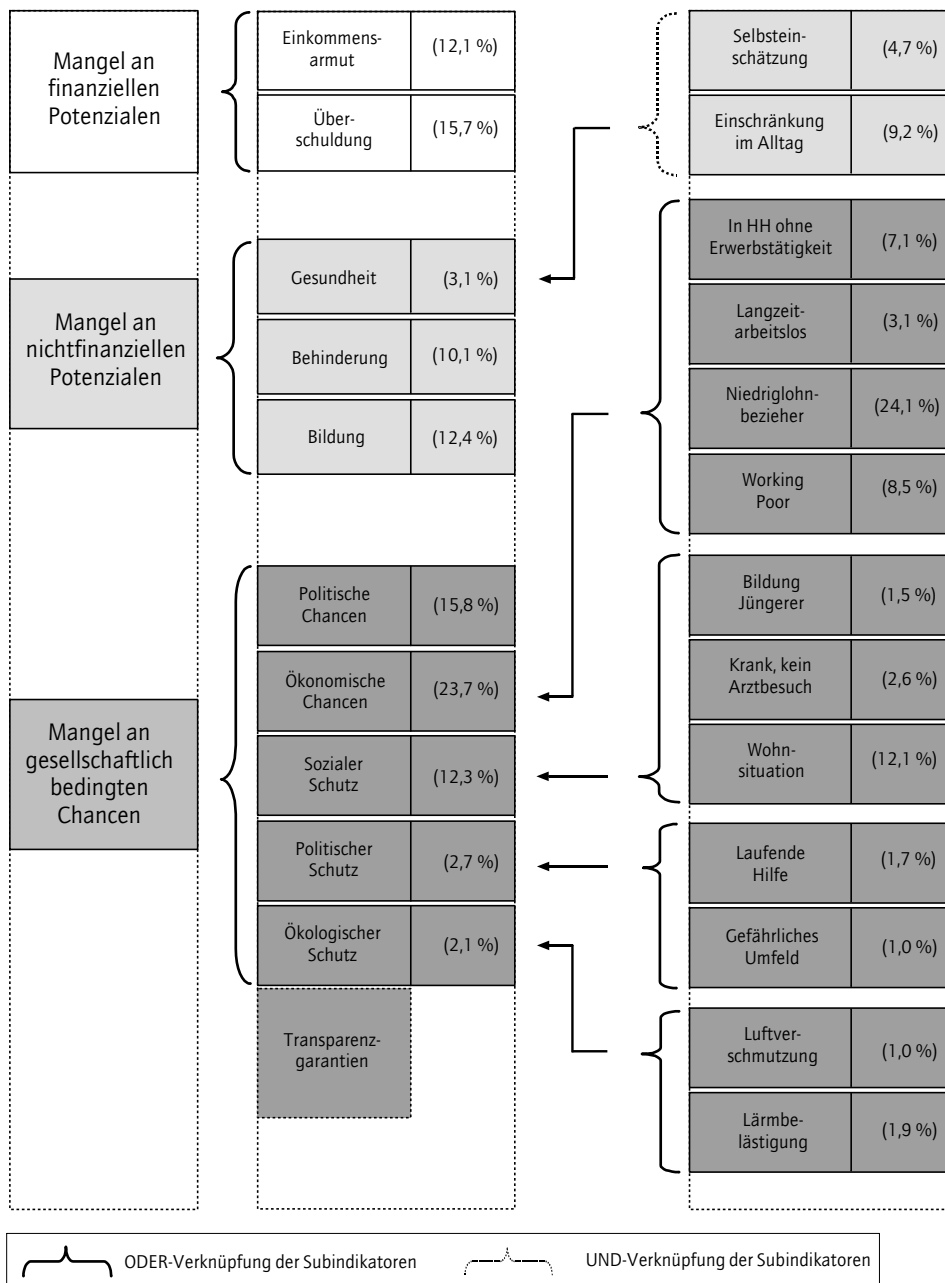 Mangel an
finanziellen
Potenzialen
Einkommens-
armut
(12,1 %)
Über-
schuldung
(15,7 %)
Selbstein-
schätzung
(4,7 %)
Einschränkung
im Alltag
(9,2 %)
Mangel an
nichtfinanziellen
Potenzialen
Gesundheit
(3,1 %)
Behinderung
(10,1 %)
Bildung
(12,4 %)
In HH ohne
Erwerbstätigkeit
(7,1 %)
Langzeit-
arbeitslos
(3,1 %)
Niedriglohn-
bezieher
(24,1 %)
Working
Poor
(8,5 %)
Mangel an
gesellschaftlich
bedingten
Chancen
Politische
Chancen
(15,8 %)
Ökonomische
Chancen
(23,7 %)
Sozialer
Schutz
(12,3 %)
Politischer
Schutz
(2,7 %)
Ökologischer
Schutz
(2,1 %)
Transparenz-
garantien
Bildung
Jüngerer
(1,5 %)
Krank, kein
Arztbesuch
(2,6 %)
Wohn-
situation
(12,1 %)
Laufende
Hilfe
(1,7 %)
Gefährliches
Umfeld
(1,0 %)
Luftver-
schmutzung
(1,0 %)
Lärmbe-
lästigung
(1,9 %)
ODER-Verknüpfung der Subindikatoren
UND-Verknüpfung der Subindikatoren